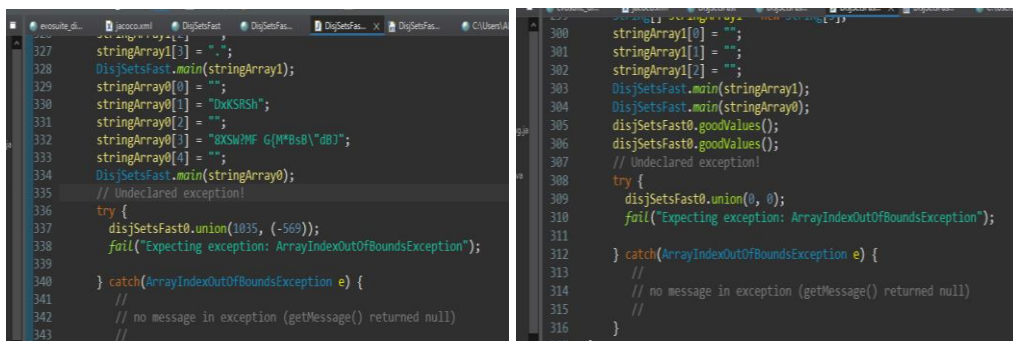 evosuite_di... jacoco.xml DisjSetsFast DisjSetsFas... DisjSetsFas... X DisjSetsFas... C:\Users\A
327 stringArray1[3] = ".";
328 DisjSetsFast.main(stringArray1);
329 stringArray0[0] = "";
330 stringArray0[1] = "DxKSRSh";
331 stringArray0[2] = "";
332 stringArray0[3] = "8XSW?MF G{M*BsB\"dBJ";
333 stringArray0[4] = "";
334 DisjSetsFast.main(stringArray0);
335 // Undeclared exception!
336 try {
337 disjSetsFast0.union(1035, (-569));
338 fail("Expecting exception: ArrayIndexOutOfBoundsException");
339
340 } catch(ArrayIndexOutOfBoundsException e) {
341 //
342 // no message in exception (getMessage() returned null)
343 //
300 stringArray1[0] = "";
301 stringArray1[1] = "";
302 stringArray1[2] = "";
303 DisjSetsFast.main(stringArray1);
304 DisjSetsFast.main(stringArray0);
305 disjSetsFast0.goodValues();
306 disjSetsFast0.goodValues();
307 // Undeclared exception!
308 try {
309 disjSetsFast0.union(0, 0);
310 fail("Expecting exception: ArrayIndexOutOfBoundsException");
311
312 } catch(ArrayIndexOutOfBoundsException e) {
313 //
314 // no message in exception (getMessage() returned null)
315 //
316 }